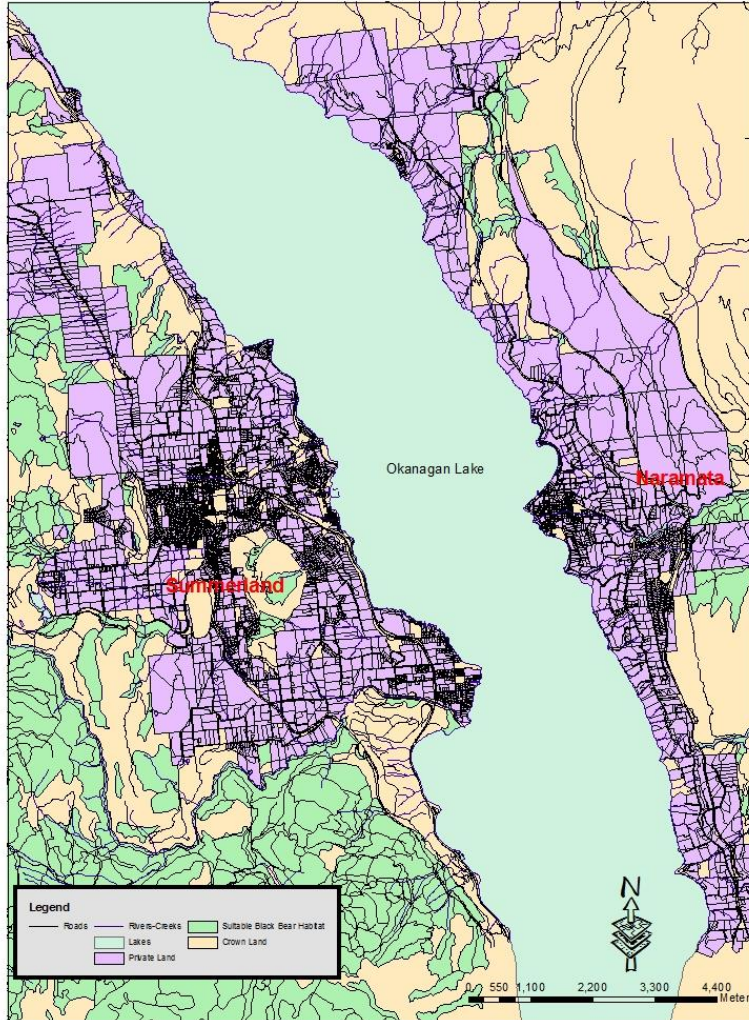 Okanagan Lake
Naramata
Summerland
Legend
Roads
Rivers-Creeks
Suitable Black Bear Habitat
Lakes
Crown Land
Private Land
N
0 550 1,100 2,200 3,300 4,400
Meters